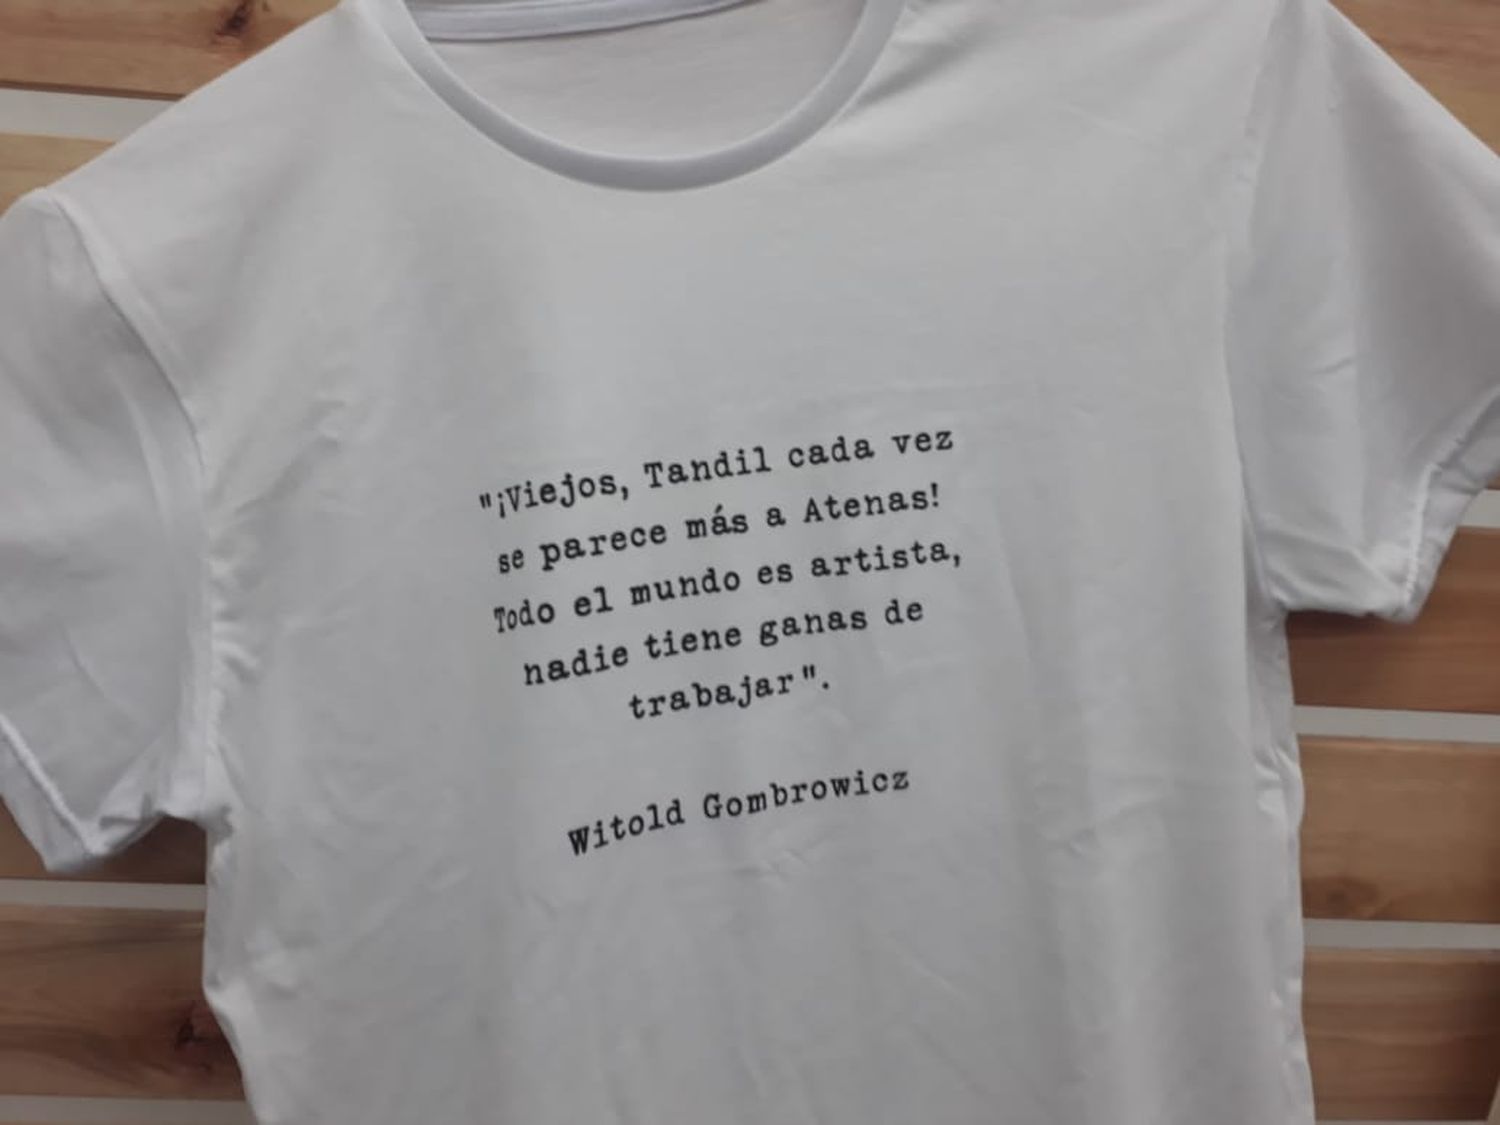 "¡Viejos, Tandil cada vez
se parece más a Atenas!
Todo el mundo es artista,
nadie tiene ganas de
trabajar".
Witold Gombrowicz